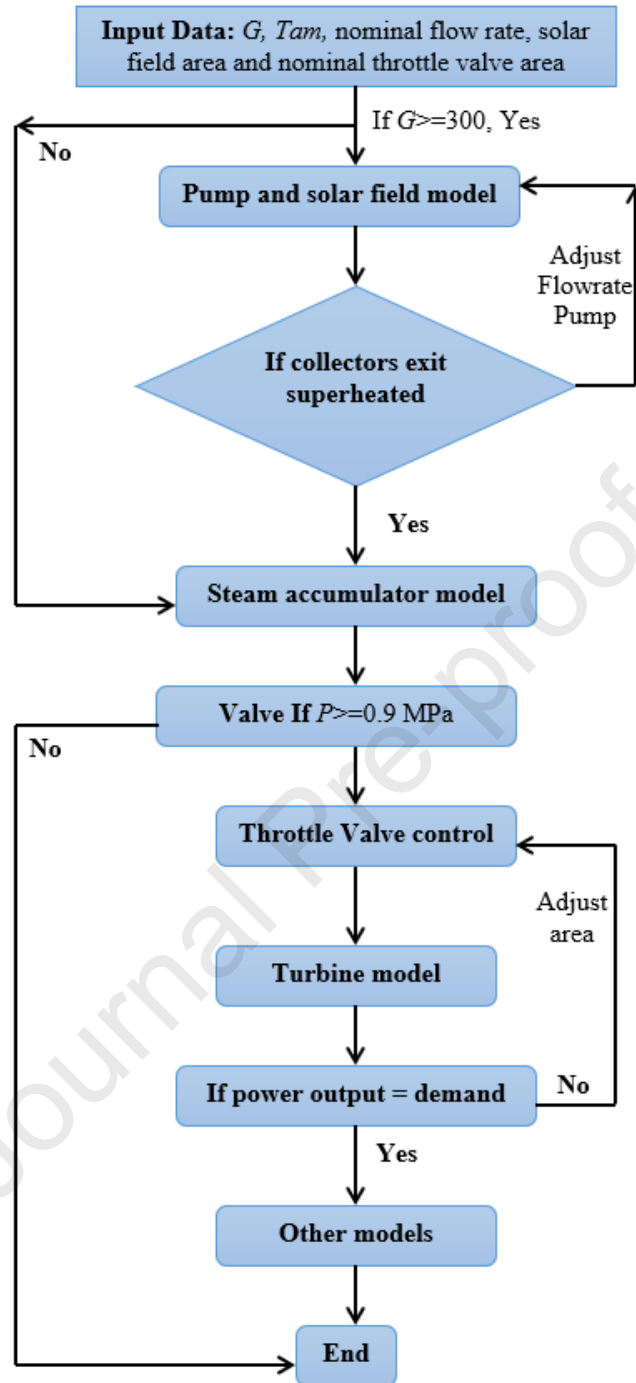 Input Data: G, Tam, nominal flow rate, solar
field area and nominal throttle valve area
If G>=300, Yes
No
Pump and solar field model
Adjust
Flowrate
Pump
If collectors exit
superheated
Yes
Steam accumulator model
Valve If P>=0.9 MPa
No
Throttle Valve control
Adjust
area
Turbine model
If power output = demand
No
Yes
Other models
End
Journal Pre-proof